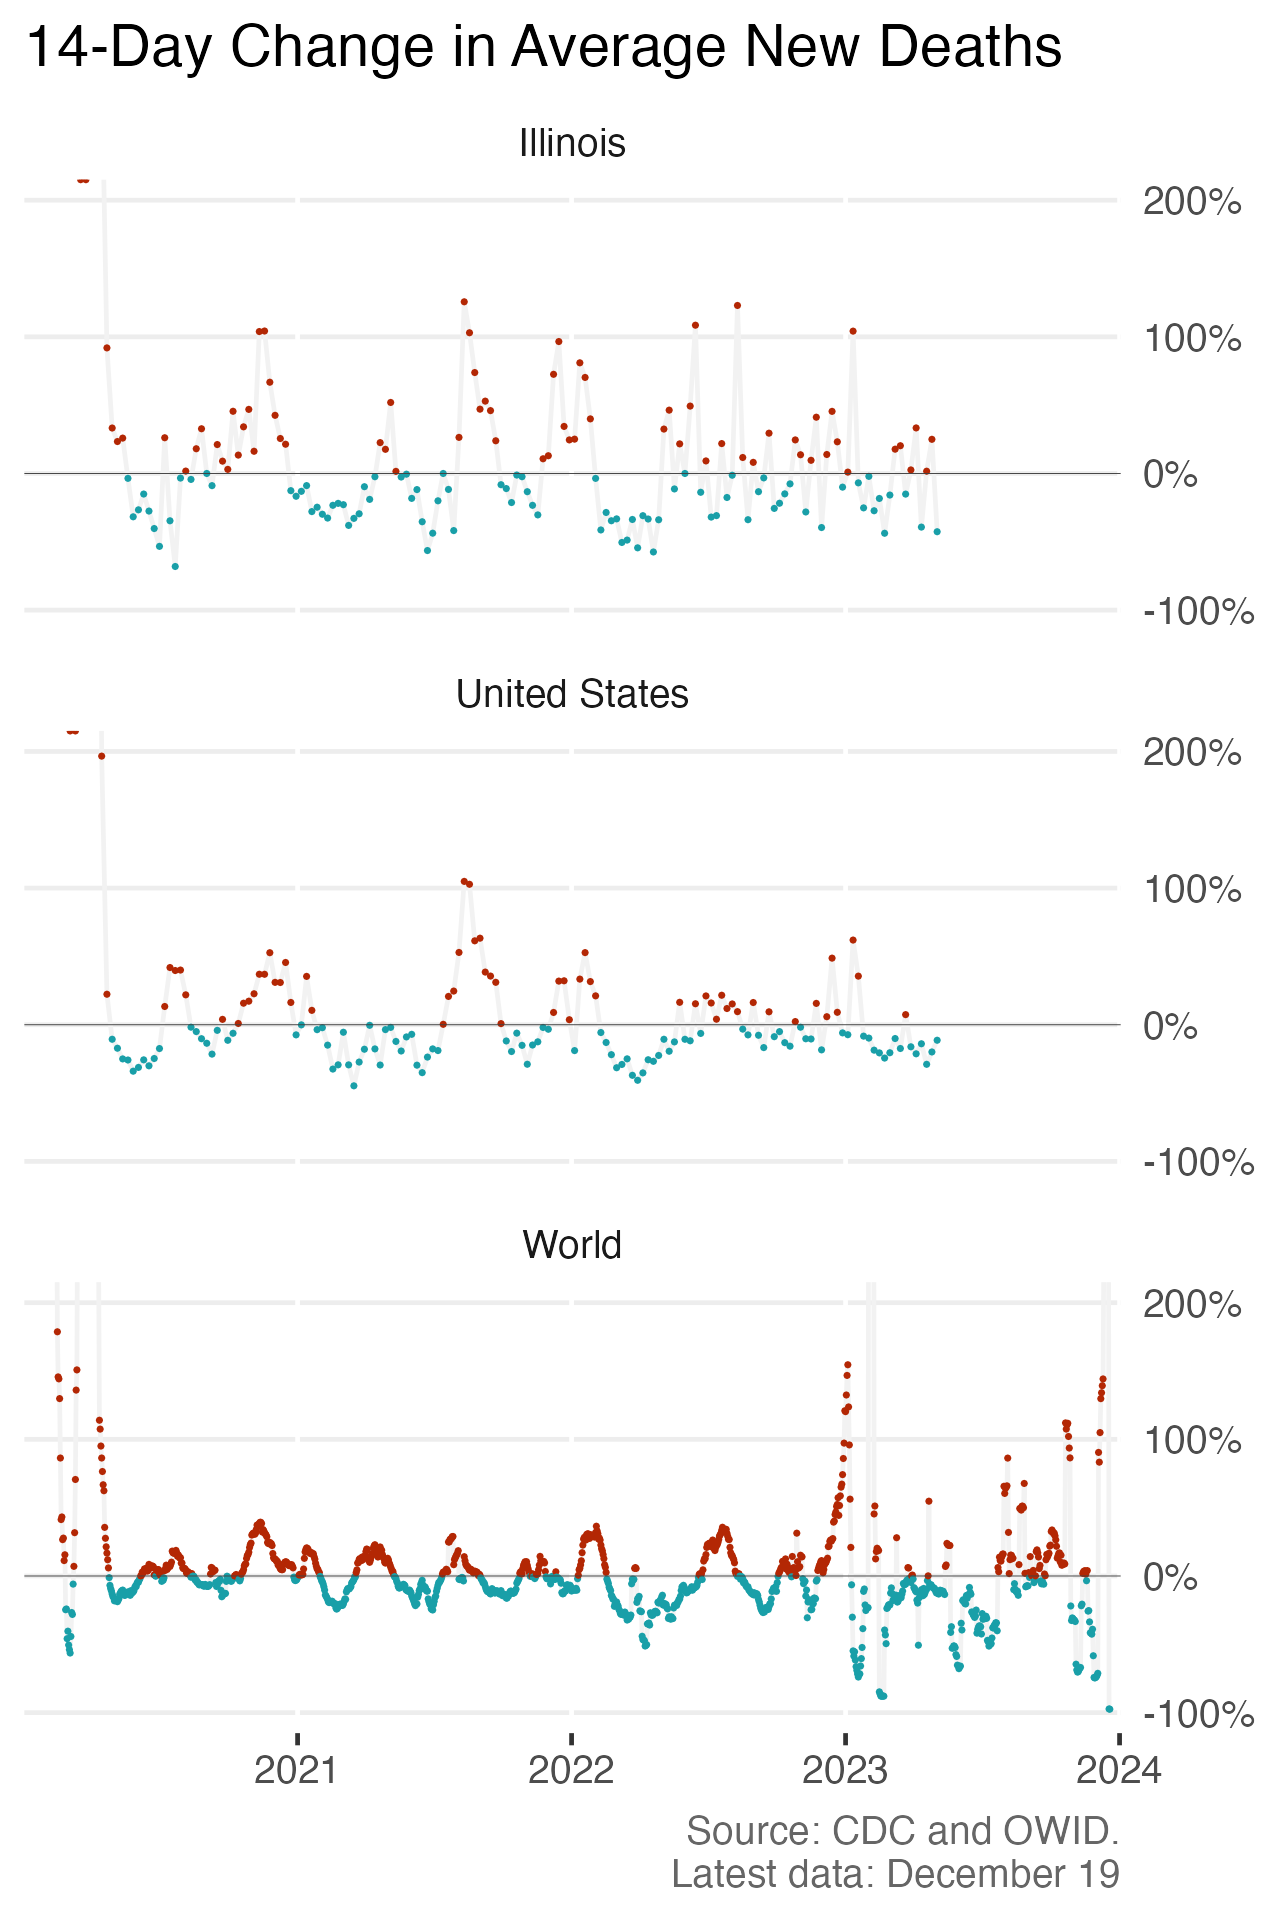 14-Day Change in Average New Deaths
Illinois
200%
100%
0%
-100%
United States
200%
100%
0%
-100%
World
200%
100%
0%
-100%
2021 2022 2023 2024
Source: CDC and OWID.
Latest data: December 19